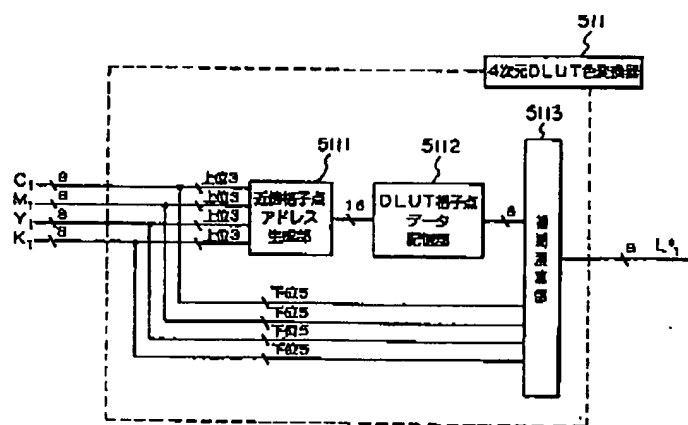 511
4次元DLUT色変換器
5113
5111
5112
C₁ 8 上位3
M₁ 8 上位3
Y₁ 8 上位3
K₁ 8 上位3
近傍格子点
アドレス
生成部
16
DLUT格子点
データ
記憶部
8
補間演算部
8 L*₁
下位5
下位5
下位5
下位5